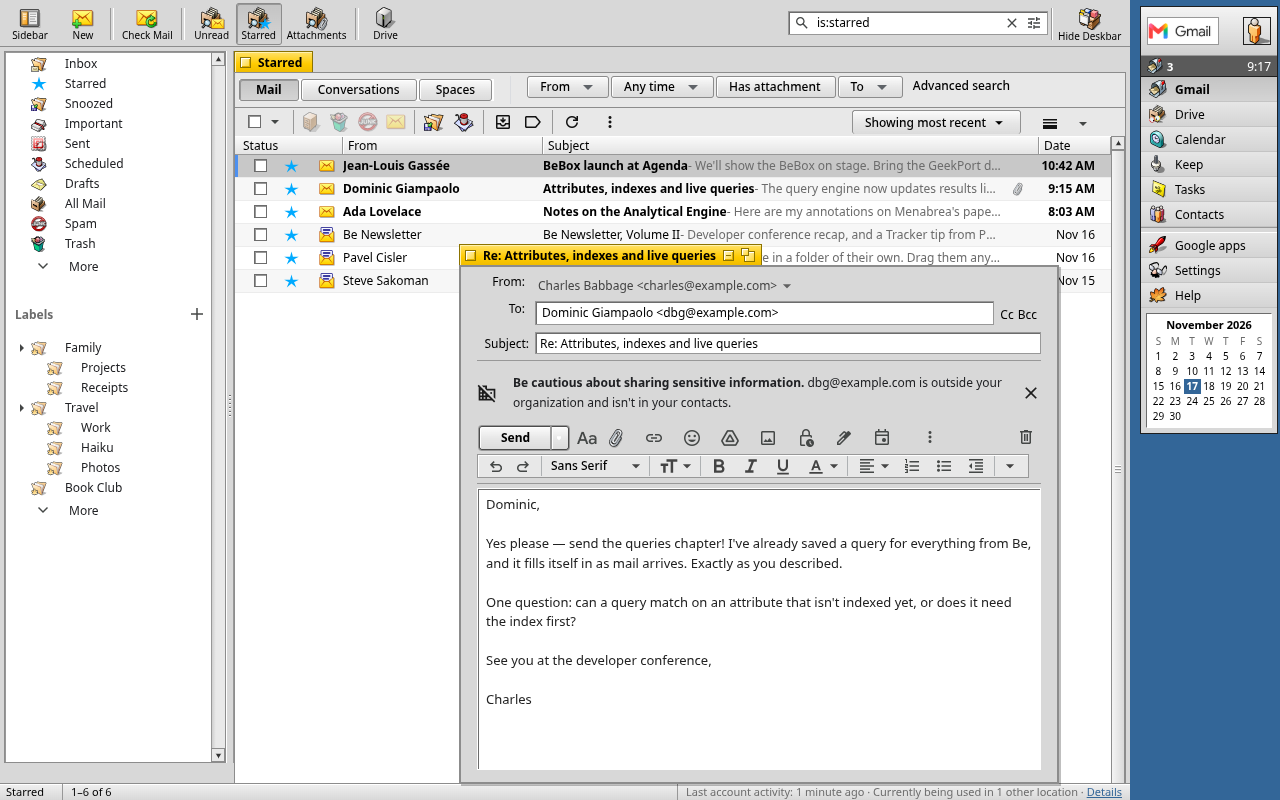 Sidebar
New
Check Mail
Unread
Starred
Attachments
Drive
is:starred
Hide Deskbar
Gmail
3
9:17
Gmail
Drive
Calendar
Keep
Tasks
Contacts
Google apps
Settings
Help
November 2026
S M T W T F S
1 2 3 4 5 6 7
8 9 10 11 12 13 14
15 16 17 18 19 20 21
22 23 24 25 26 27 28
29 30
Inbox
Starred
Snoozed
Important
Sent
Scheduled
Drafts
All Mail
Spam
Trash
More
Labels
Family
Projects
Receipts
Travel
Work
Haiku
Photos
Book Club
More
Starred
Mail
Conversations
Spaces
From
Any time
Has attachment
To
Advanced search
Showing most recent
Status From Subject Date
Jean-Louis Gassée BeBox launch at Agenda - We'll show the BeBox on stage. Bring the GeekPort d... 10:42 AM
Dominic Giampaolo Attributes, indexes and live queries - The query engine now updates results li... 9:15 AM
Ada Lovelace Notes on the Analytical Engine - Here are my annotations on Menabrea's pape... 8:03 AM
Be Newsletter Be Newsletter, Volume II - Developer conference recap, and a Tracker tip from P... Nov 16
Pavel Cisler e in a folder of their own. Drag them any... Nov 16
Steve Sakoman Nov 15
Re: Attributes, indexes and live queries
From: Charles Babbage <charles@example.com>
To: Dominic Giampaolo <dbg@example.com> Cc Bcc
Subject: Re: Attributes, indexes and live queries
Be cautious about sharing sensitive information. dbg@example.com is outside your
organization and isn't in your contacts.
Send
Aa
Sans Serif
Dominic,
Yes please — send the queries chapter! I've already saved a query for everything from Be,
and it fills itself in as mail arrives. Exactly as you described.
One question: can a query match on an attribute that isn't indexed yet, or does it need
the index first?
See you at the developer conference,
Charles
Starred
1–6 of 6
Last account activity: 1 minute ago · Currently being used in 1 other location · Details